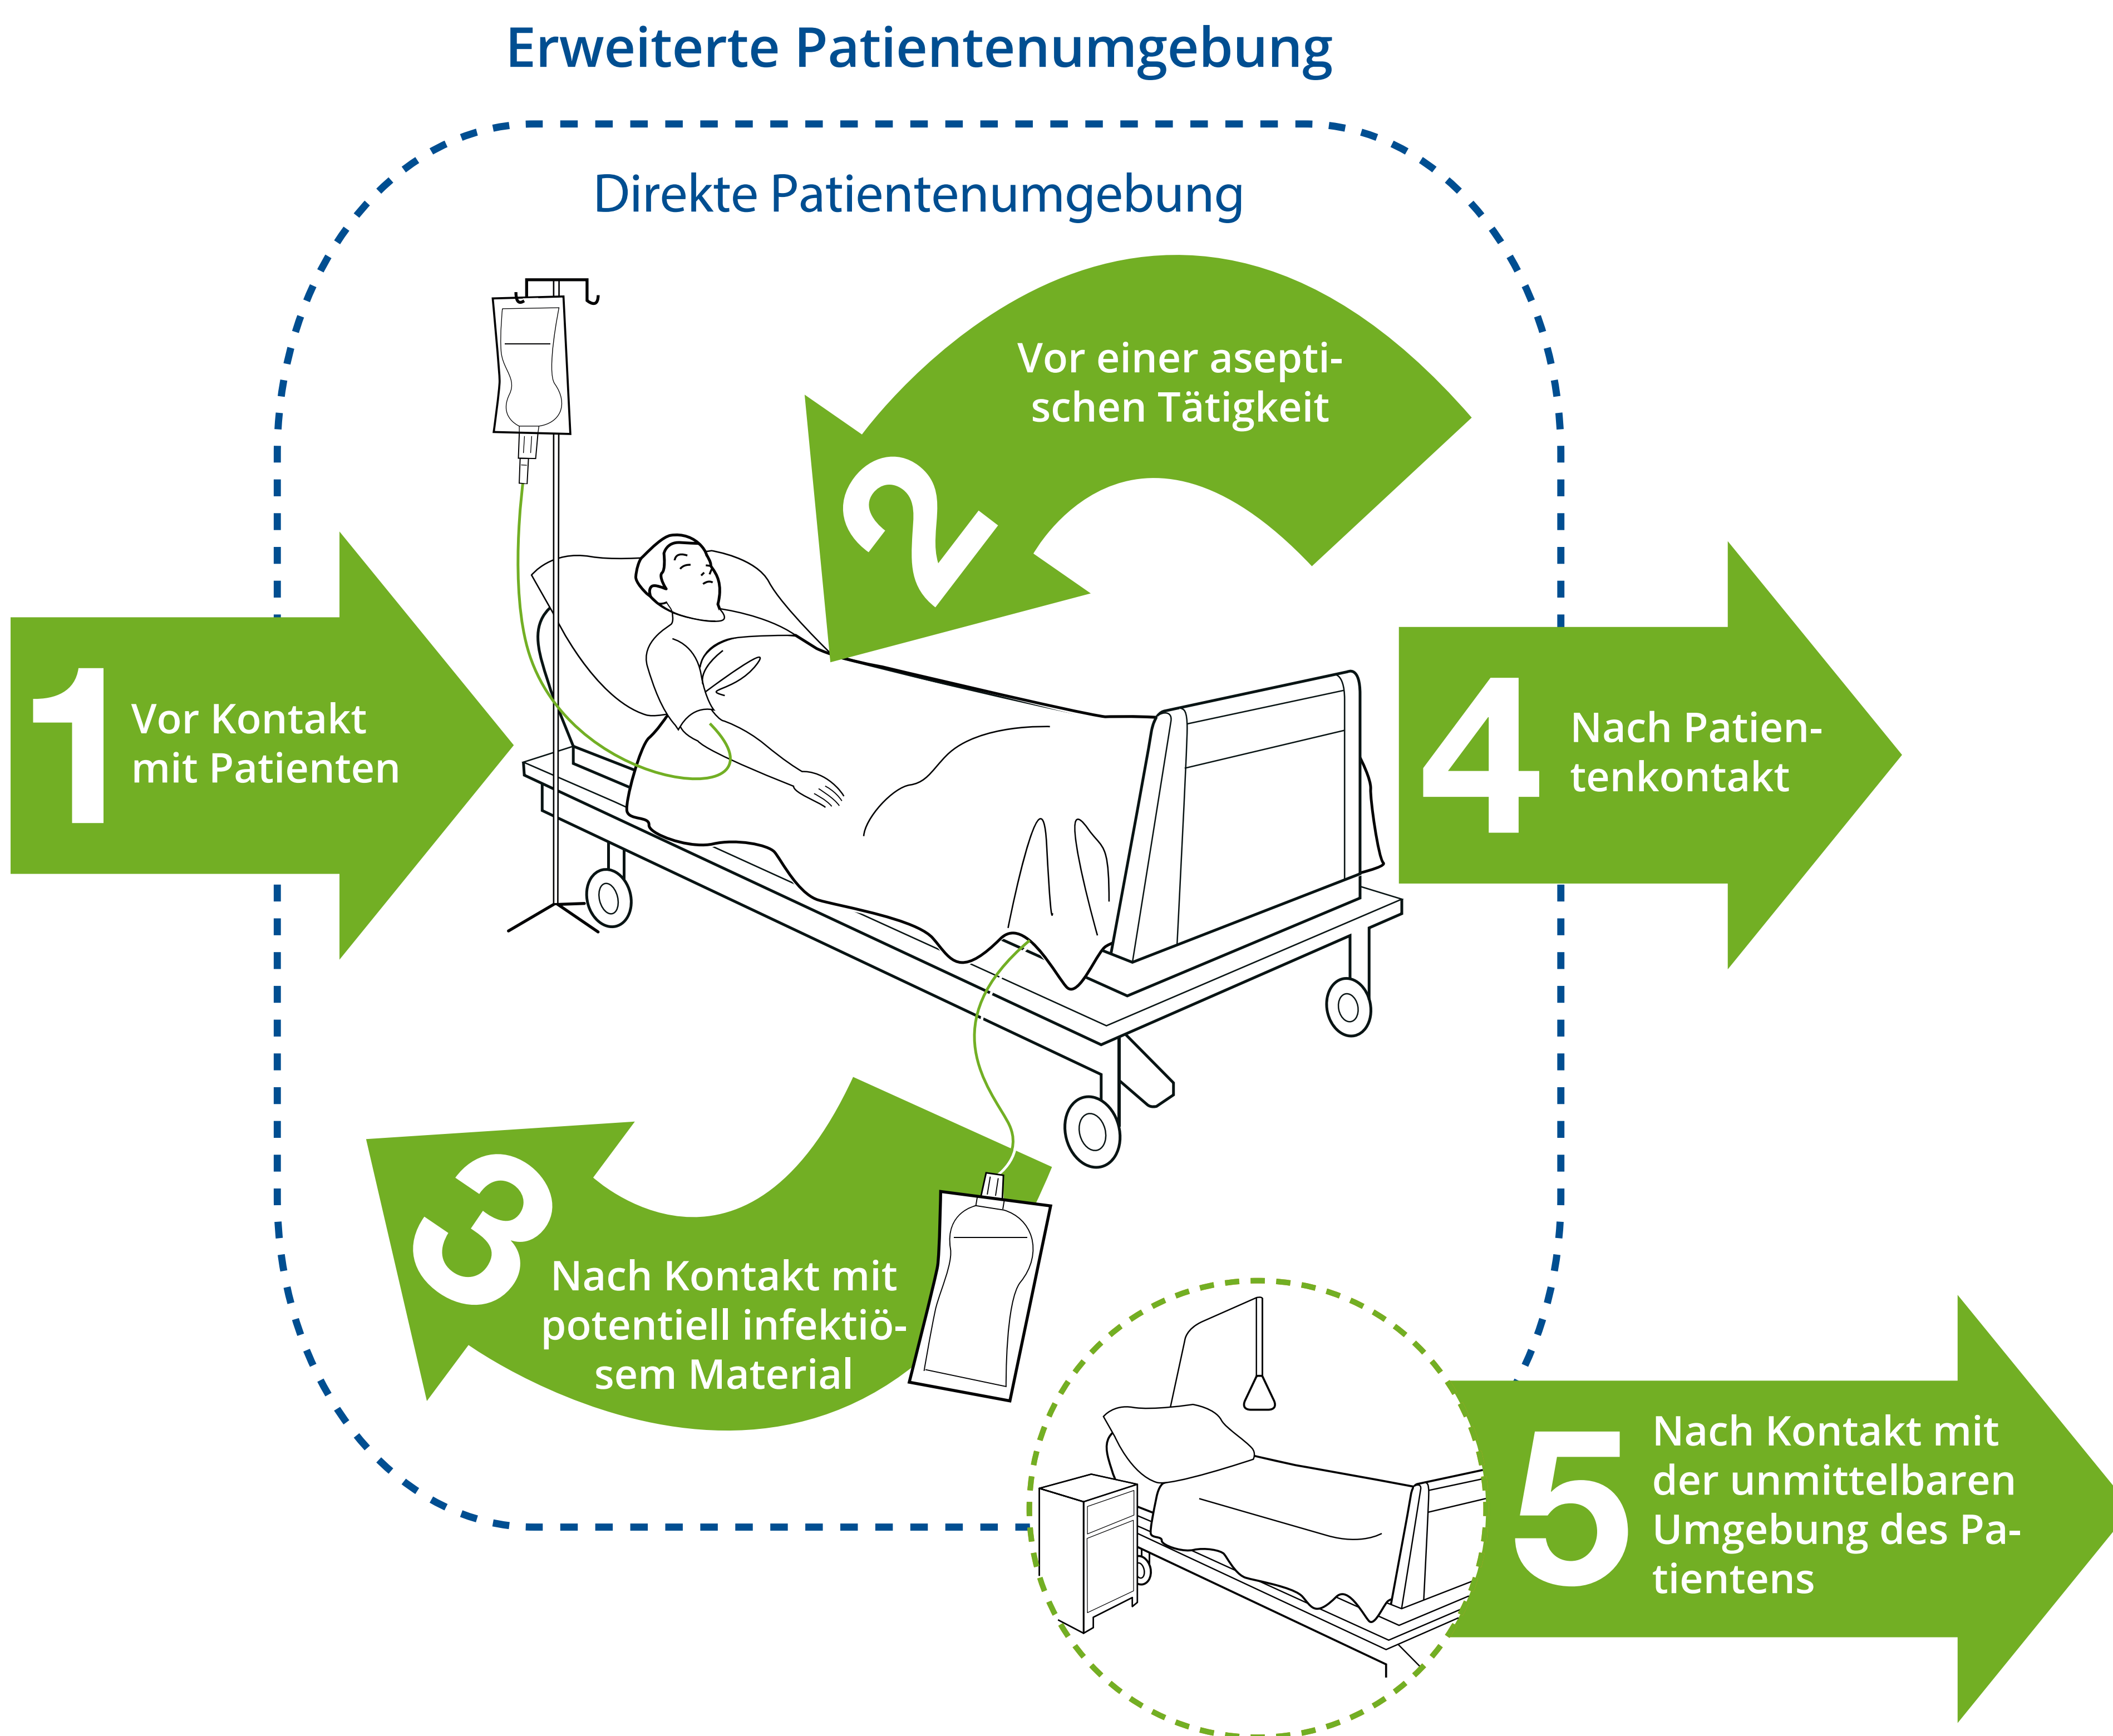 Erweiterte Patientenumgebung
Direkte Patientenumgebung
Vor einer asepti-
schen Tätigkeit
2
1
Vor Kontakt
mit Patienten
4
Nach Patien-
tenkontakt
3
Nach Kontakt mit
potentiell infektiö-
sem Material
5
Nach Kontakt mit
der unmittelbaren
Umgebung des Pa-
tientens